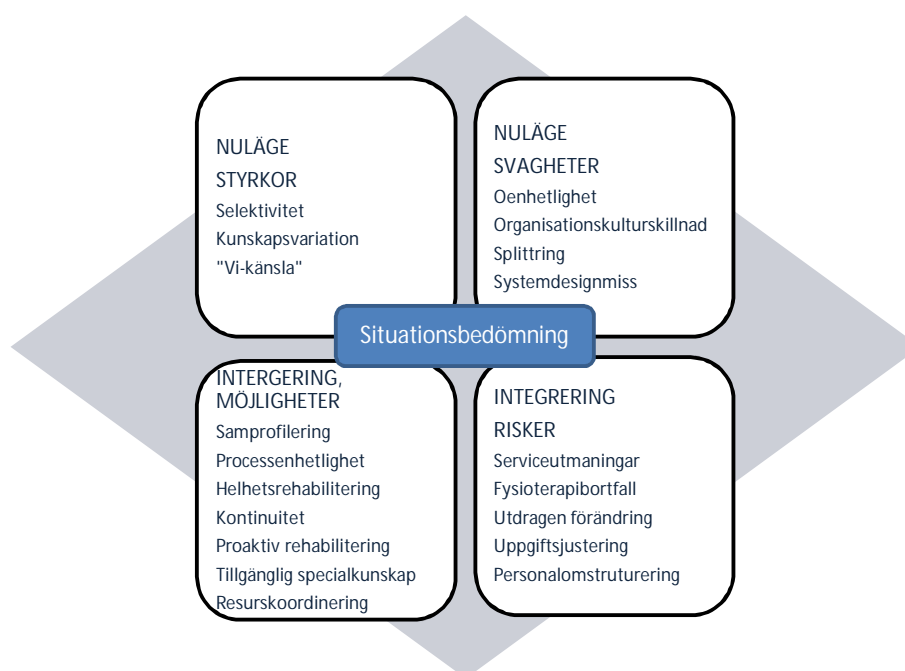 NULÄGE
STYRKOR
Selektivitet
Kunskapsvariation
"Vi-känsla"
NULÄGE
SVAGHETER
Oenhetlighet
Organisationskulturskillnad
Splittring
Systemdesignmiss
Situationsbedömning
INTERGERING,
MÖJLIGHETER
Samprofilering
Processenhetlighet
Helhetsrehabilitering
Kontinuitet
Proaktiv rehabilitering
Tillgänglig specialkunskap
Resurskoordinering
INTEGRERING
RISKER
Serviceutmaningar
Fysioterapibortfall
Utdragen förändring
Uppgiftsjustering
Personalomstruturering